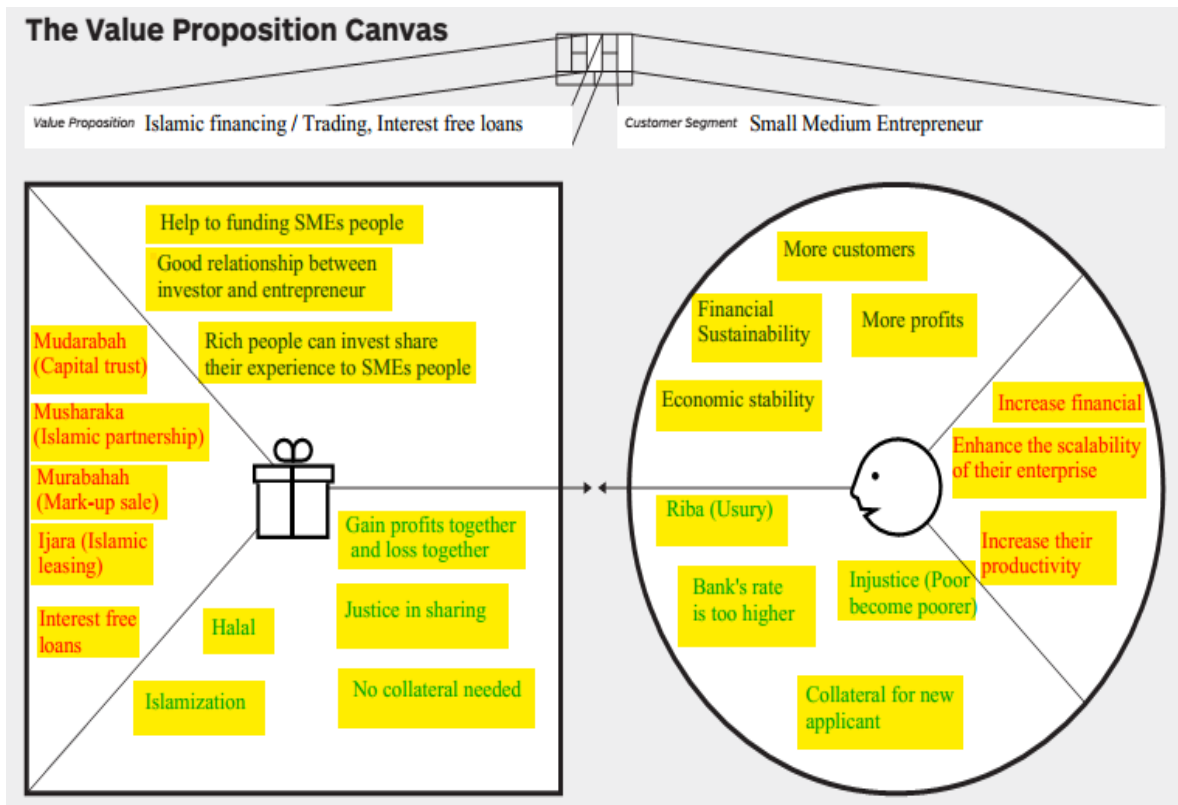 The Value Proposition Canvas
Value Proposition Islamic financing / Trading, Interest free loans
Customer Segment Small Medium Entrepreneur
Help to funding SMEs people
Good relationship between
investor and entrepreneur
Rich people can invest share
their experience to SMEs people
Mudarabah
(Capital trust)
Musharaka
(Islamic partnership)
Murabahah
(Mark-up sale)
Ijara (Islamic
leasing)
Interest free
loans
Gain profits together
and loss together
Justice in sharing
No collateral needed
Halal
Islamization
More customers
Financial
Sustainability
More profits
Economic stability
Increase financial
Enhance the scalability
of their enterprise
Increase their
productivity
Riba (Usury)
Bank's rate
is too higher
Injustice (Poor
become poorer)
Collateral for new
applicant